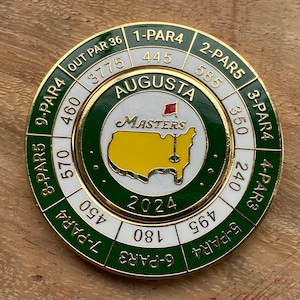 OUT PAR 36
3775
1-PAR4
445
2-PAR5
585
3-PAR4
350
4-PAR3
240
5-PAR4
495
6-PAR3
180
7-PAR4
450
8-PAR5
570
9-PAR4
460
AUGUSTA
MASTERS
2024